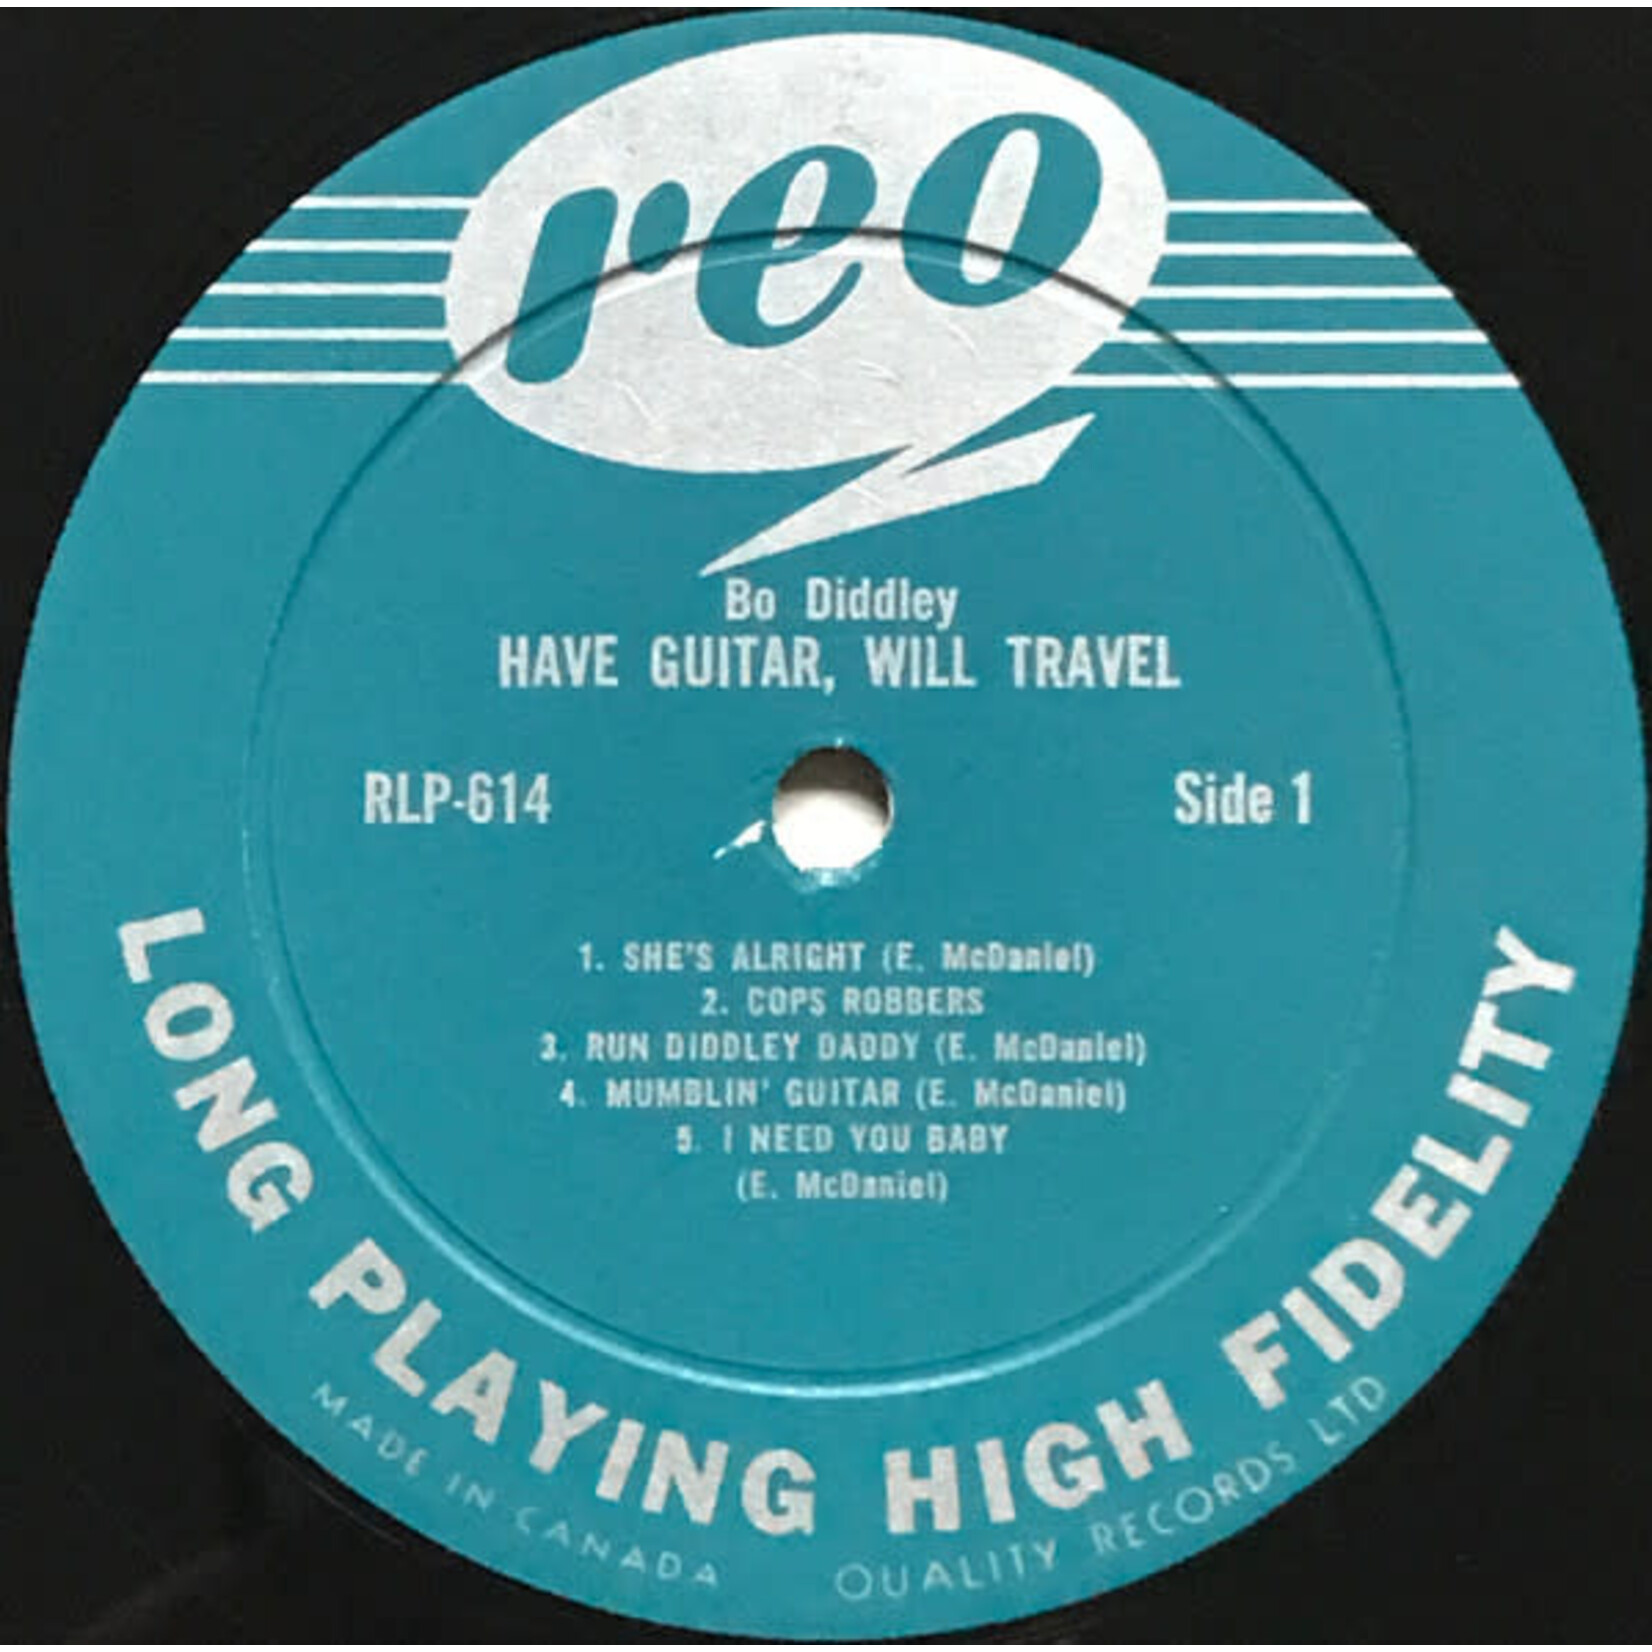 reo
Bo Diddley
HAVE GUITAR, WILL TRAVEL
RLP-614
Side 1
1. SHE'S ALRIGHT (E. McDaniel)
2. COPS ROBBERS
3. RUN DIDDLEY DADDY (E. McDaniel)
4. MUMBLIN' GUITAR (E. McDaniel)
5. I NEED YOU BABY
(E. McDaniel)
LONG PLAYING HIGH FIDELITY
MADE IN CANADA QUALITY RECORDS LTD